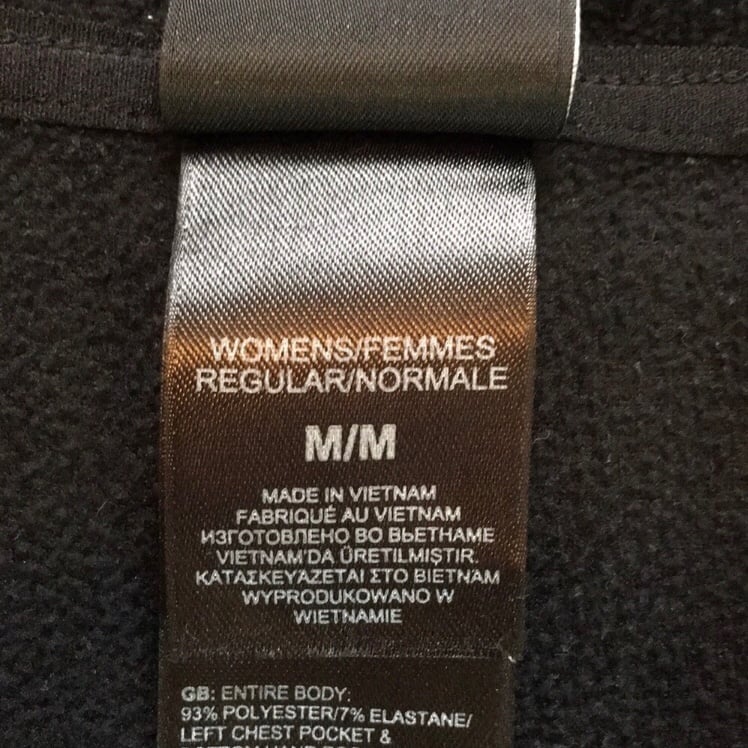 WOMENS/FEMMES
REGULAR/NORMALE
M/M
MADE IN VIETNAM
FABRIQUÉ AU VIETNAM
ИЗГОТОВЛЕНО ВО ВЬЕТНАМЕ
VIETNAM'DA ÜRETILMIŞTIR.
ΚΑΤΑΣΚΕΥΑΖΕΤΑΙ ΣΤΟ ΒΙΕΤΝΑΜ
WYPRODUKOWANO W
WIETNAMIE
GB: ENTIRE BODY:
93% POLYESTER/7% ELASTANE/
LEFT CHEST POCKET &